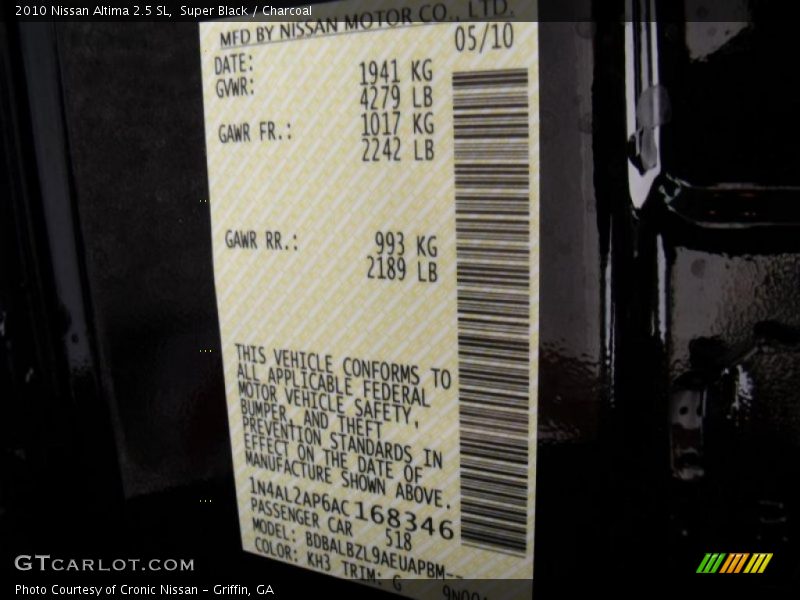 2010 Nissan Altima 2.5 SL,  Super Black / Charcoal
MFD BY NISSAN MOTOR CO., LTD.
DATE: 05/10
GVWR: 1941 KG
4279 LB
GAWR FR.: 1017 KG
2242 LB
GAWR RR.: 993 KG
2189 LB
THIS VEHICLE CONFORMS TO
ALL APPLICABLE FEDERAL
MOTOR VEHICLE SAFETY,
BUMPER, AND THEFT
PREVENTION STANDARDS IN
EFFECT ON THE DATE OF
MANUFACTURE SHOWN ABOVE.
1N4AL2AP6AC168346
PASSENGER CAR 518
MODEL: BDBALBZL9AEUAPBM--
COLOR: KH3 TRIM: G
GTCARLOT.COM
Photo Courtesy of Cronic Nissan – Griffin, GA